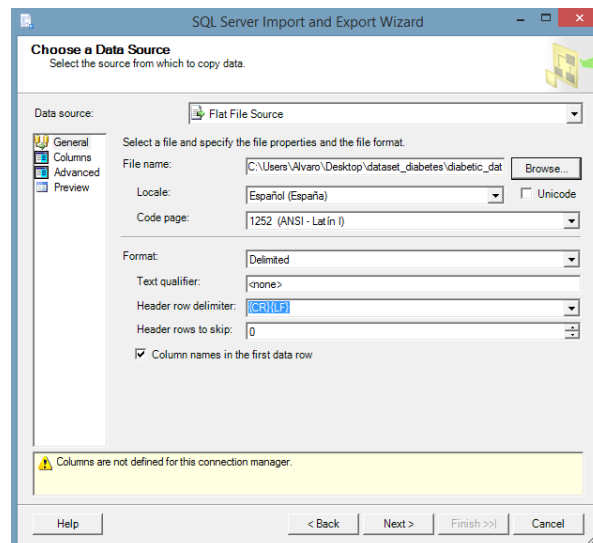 SQL Server Import and Export Wizard
Choose a Data Source
Select the source from which to copy data.
Data source: Flat File Source
General
Columns
Advanced
Preview
Select a file and specify the file properties and the file format.
File name: C:\Users\Alvaro\Desktop\dataset_diabetes\diabetic_dat Browse...
Locale: Español (España) Unicode
Code page: 1252 (ANSI - Latín I)
Format: Delimited
Text qualifier: <none>
Header row delimiter: {CR}{LF}
Header rows to skip: 0
Column names in the first data row
Columns are not defined for this connection manager.
Help < Back Next > Finish >>| Cancel